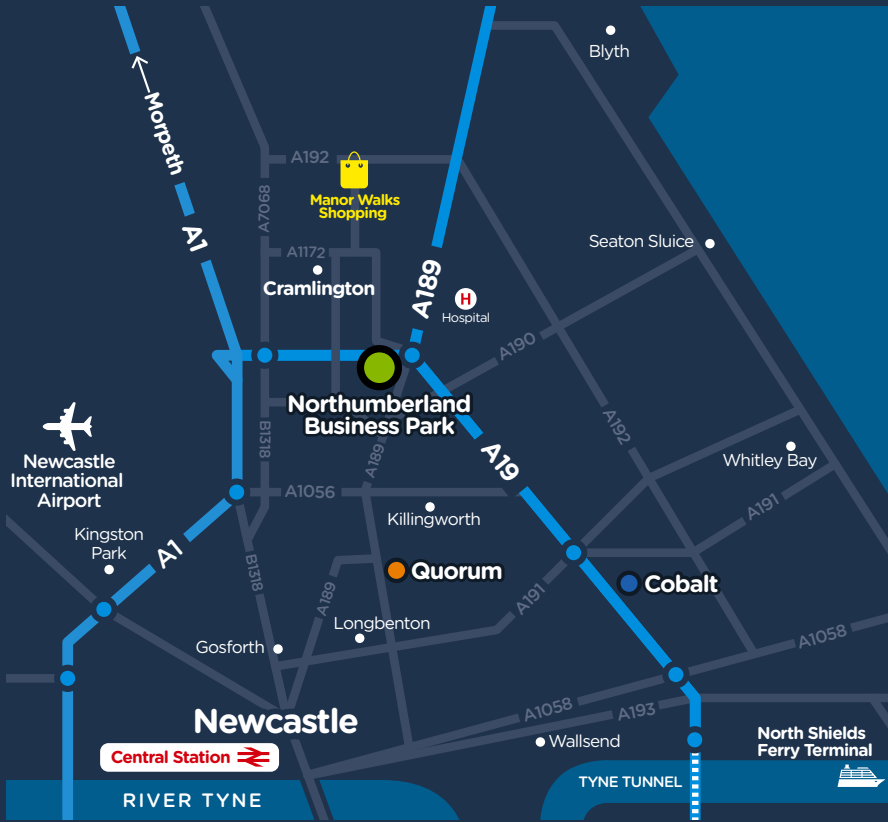 Blyth
Morpeth
A192
Manor Walks
Shopping
A7068
A1
A1172
Seaton Sluice
Cramlington
A189
H
Hospital
A190
Northumberland
Business Park
A192
B1318
A189
A19
Newcastle
International
Airport
Whitley Bay
A1056
A191
Killingworth
Kingston
Park
A1
B1318
Quorum
A189
A191
Cobalt
Longbenton
Gosforth
A1058
A1058
A193
Newcastle
Wallsend
North Shields
Ferry Terminal
Central Station
TYNE TUNNEL
RIVER TYNE